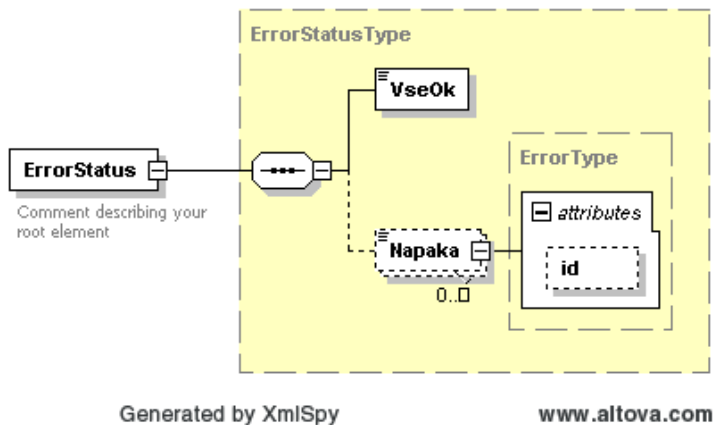 ErrorStatusType
VseOk
ErrorType
ErrorStatus
attributes
Comment describing your
root element
Napaka
id
0..
Generated by XmlSpy
www.altova.com